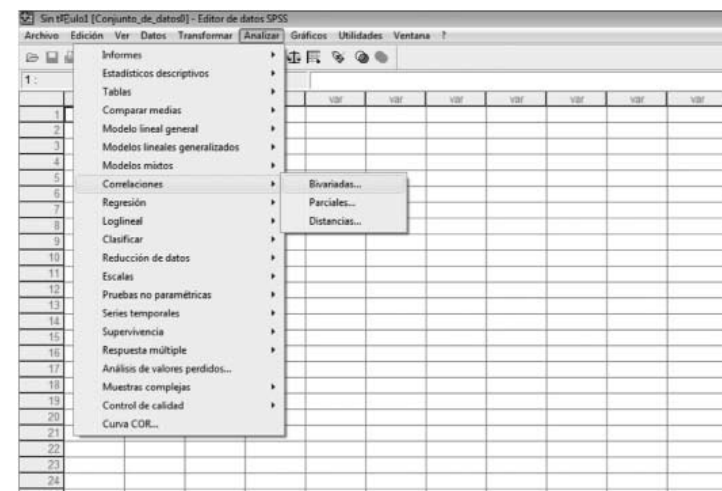 Sin título1 [Conjunto_de_datos0] - Editor de datos SPSS
Archivo Edición Ver Datos Transformar Analizar Gráficos Utilidades Ventana ?
1 :
Informes
Estadísticos descriptivos
Tablas
Comparar medias
Modelo lineal general
Modelos lineales generalizados
Modelos mixtos
Correlaciones
Regresión
Loglineal
Clasificar
Reducción de datos
Escalas
Pruebas no paramétricas
Series temporales
Supervivencia
Respuesta múltiple
Análisis de valores perdidos...
Muestras complejas
Control de calidad
Curva COR...
Bivariadas...
Parciales...
Distancias...
var var var var var var var
1
2
3
4
5
6
7
8
9
10
11
12
13
14
15
16
17
18
19
20
21
22
23
24